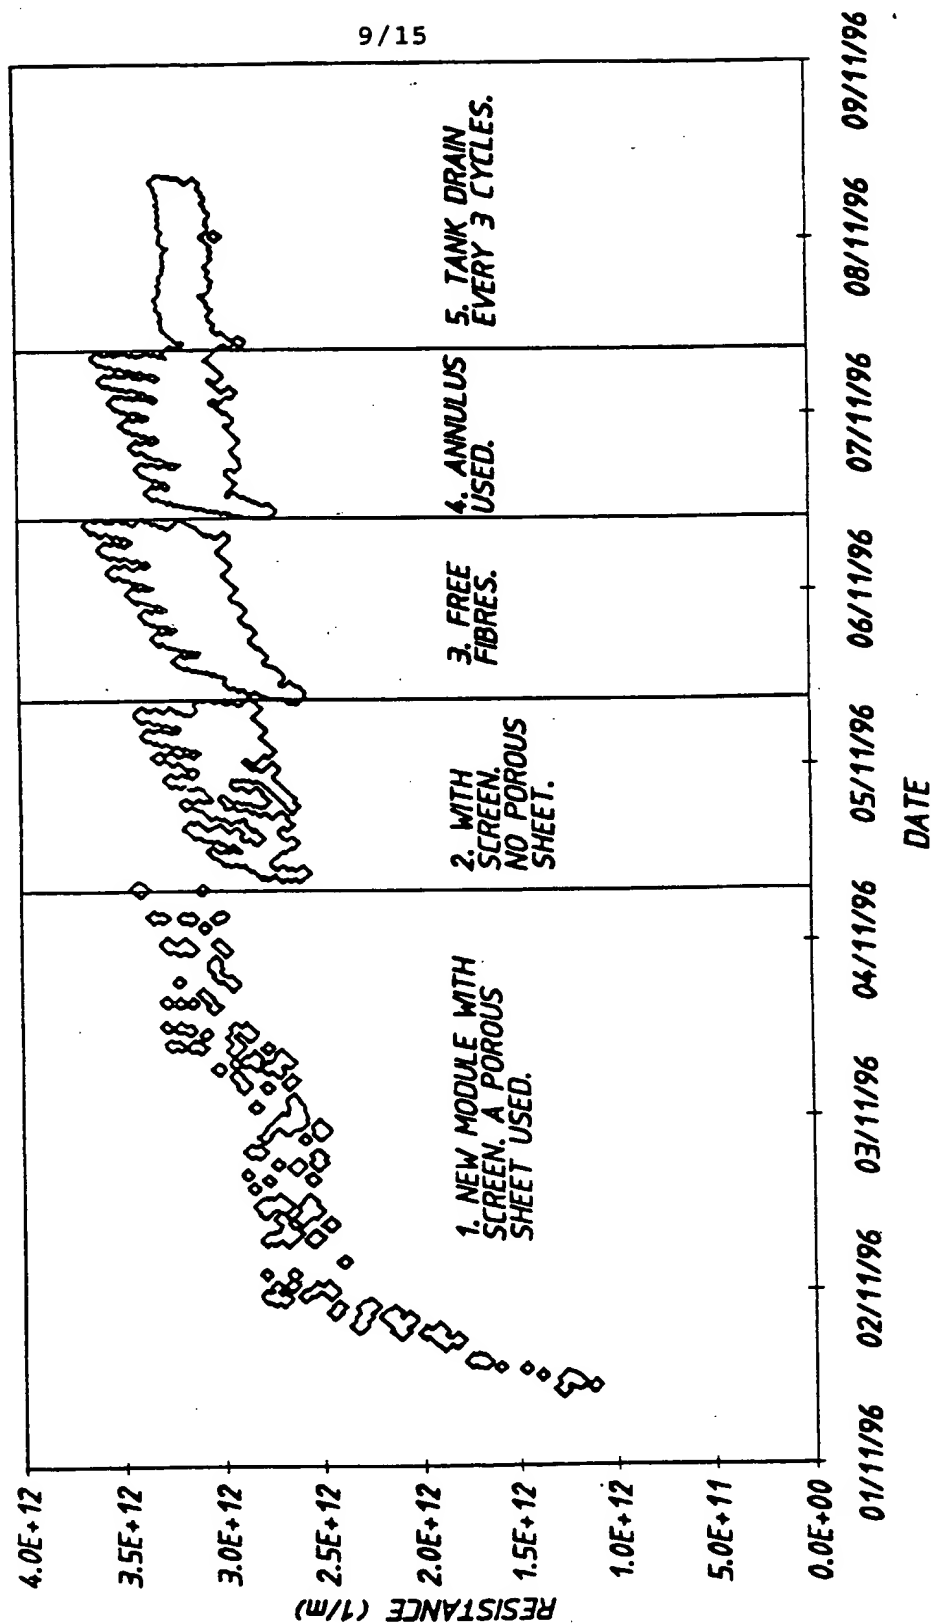 9/15
RESISTANCE (1/m)
4.0E+12
3.5E+12
3.0E+12
2.5E+12
2.0E+12
1.5E+12
1.0E+12
5.0E+11
0.0E+00
1. NEW MODULE WITH
SCREEN. A POROUS
SHEET USED.
2. WITH
SCREEN.
NO POROUS
SHEET.
3. FREE
FIBRES.
4. ANNULUS
USED.
5. TANK DRAIN
EVERY 3 CYCLES.
01/11/96
02/11/96
03/11/96
04/11/96
05/11/96
06/11/96
07/11/96
08/11/96
09/11/96
DATE